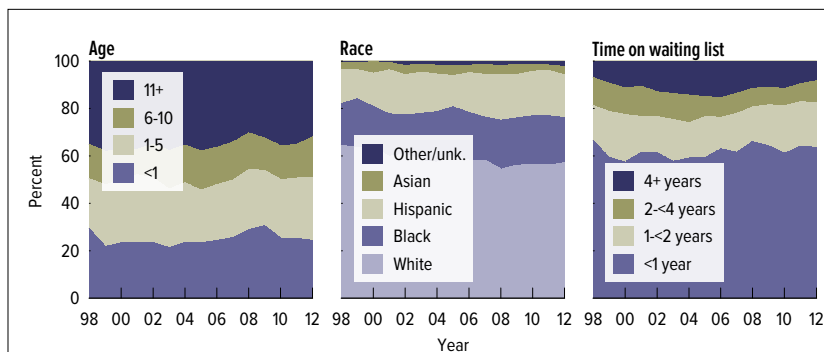 Age
Race
Time on waiting list
Percent
100
80
60
40
20
0
11+
6-10
1-5
<1
Other/unk.
Asian
Hispanic
Black
White
4+ years
2-<4 years
1-<2 years
<1 year
98 00 02 04 06 08 10 12
98 00 02 04 06 08 10 12
98 00 02 04 06 08 10 12
Year